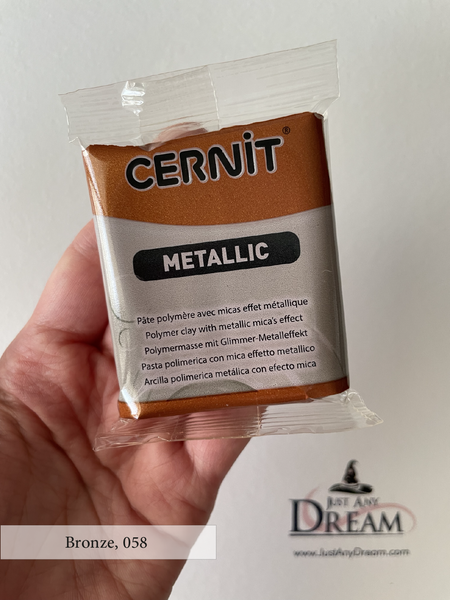 CERNiT®
METALLIC
Pâte polymère avec micas effet métallique
Polymer clay with metallic mica's effect
Polymermasse mit Glimmer-Metalleffekt
Pasta polimerica con mica effetto metallico
Arcilla polimerica metálica con efecto mica
JUST ANY
DREAM
www.JustAnyDream.com
Bronze, 058